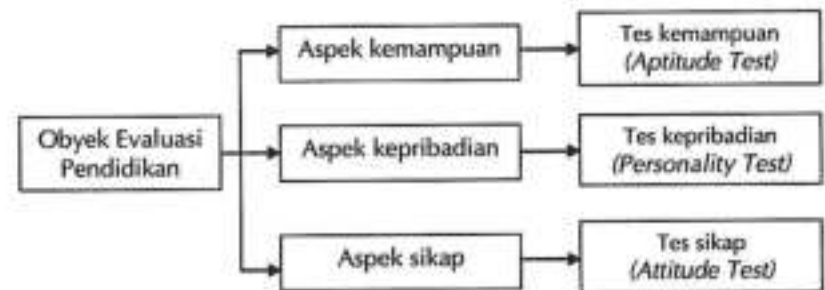 Obyek Evaluasi
Pendidikan
Aspek kemampuan
Tes kemampuan
(Aptitude Test)
Aspek kepribadian
Tes kepribadian
(Personality Test)
Aspek sikap
Tes sikap
(Attitude Test)